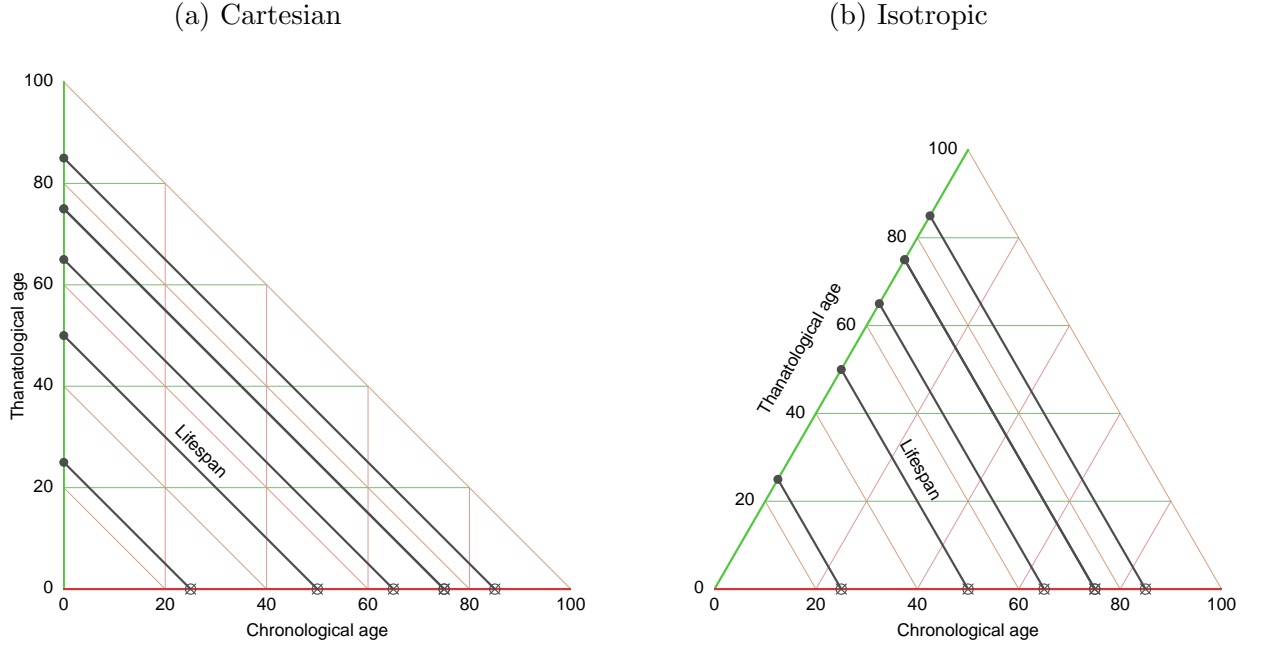 (a) Cartesian
100
80
60
40
20
0
Thanatological age
Lifespan
0 20 40 60 80 100
Chronological age
(b) Isotropic
100
80
60
40
20
0
Thanatological age
Lifespan
0 20 40 60 80 100
Chronological age